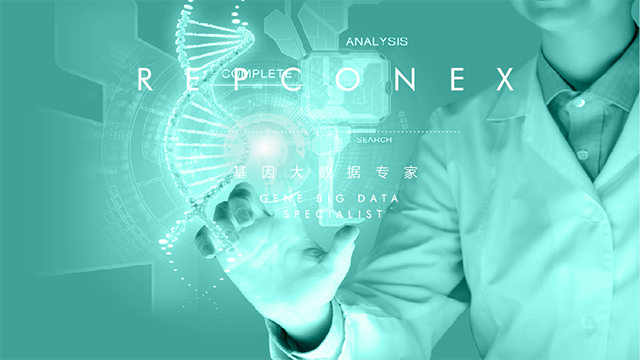 ANALYSIS
COMPLETE
REPCONEX
SEARCH
基因大数据专家
GENE BIG DATA
SPECIALIST